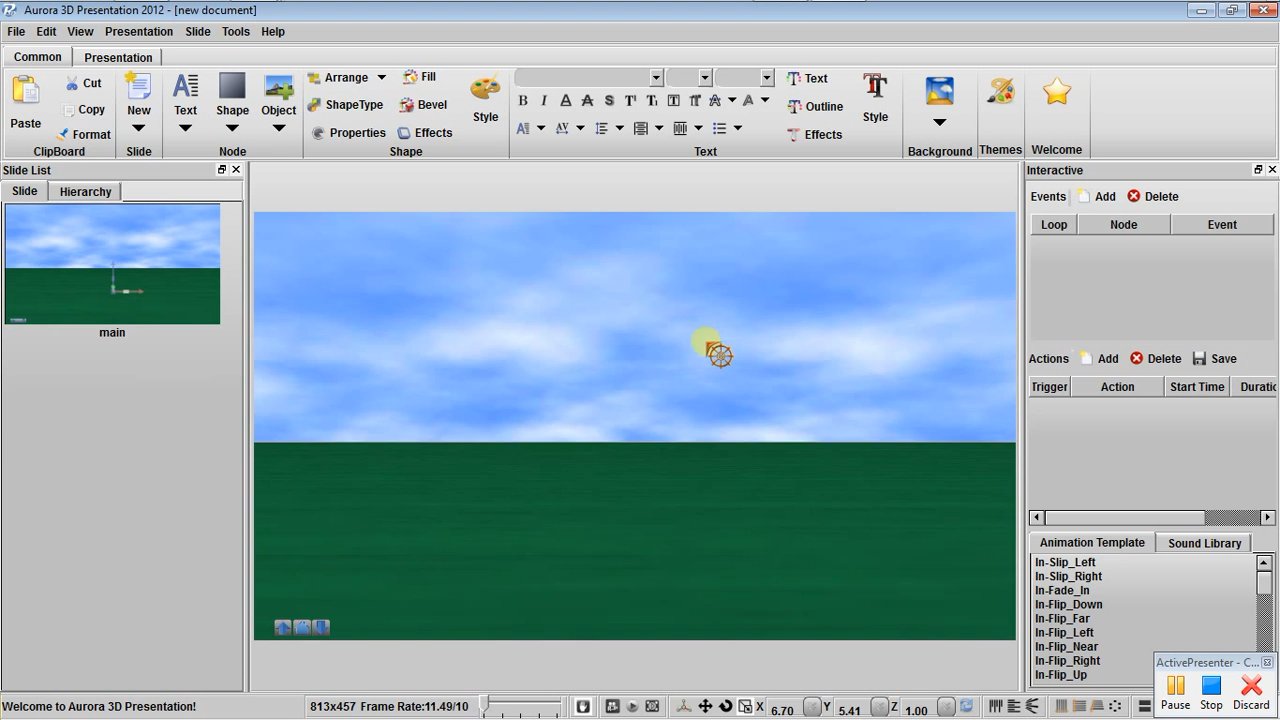 Aurora 3D Presentation 2012 - [new document]
File Edit View Presentation Slide Tools Help
Common Presentation
Paste Cut Copy Format ClipBoard
New Slide
Text Shape Object Node
Arrange ShapeType Properties Fill Bevel Effects Style Shape
B I A A S T T T T A A
Text Outline Effects Style Text
Background
Themes
Welcome
Slide List
Slide Hierarchy
main
Interactive
Events Add Delete
Loop Node Event
Actions Add Delete Save
Trigger Action Start Time Duratic
Animation Template Sound Library
In-Slip_Left
In-Slip_Right
In-Fade_In
In-Flip_Down
In-Flip_Far
In-Flip_Left
In-Flip_Near
In-Flip_Right
In-Flip_Up
ActivePresenter - C...
Pause Stop Discard
Welcome to Aurora 3D Presentation! 813x457 Frame Rate:11.49/10 X 6.70 Y 5.41 Z 1.00